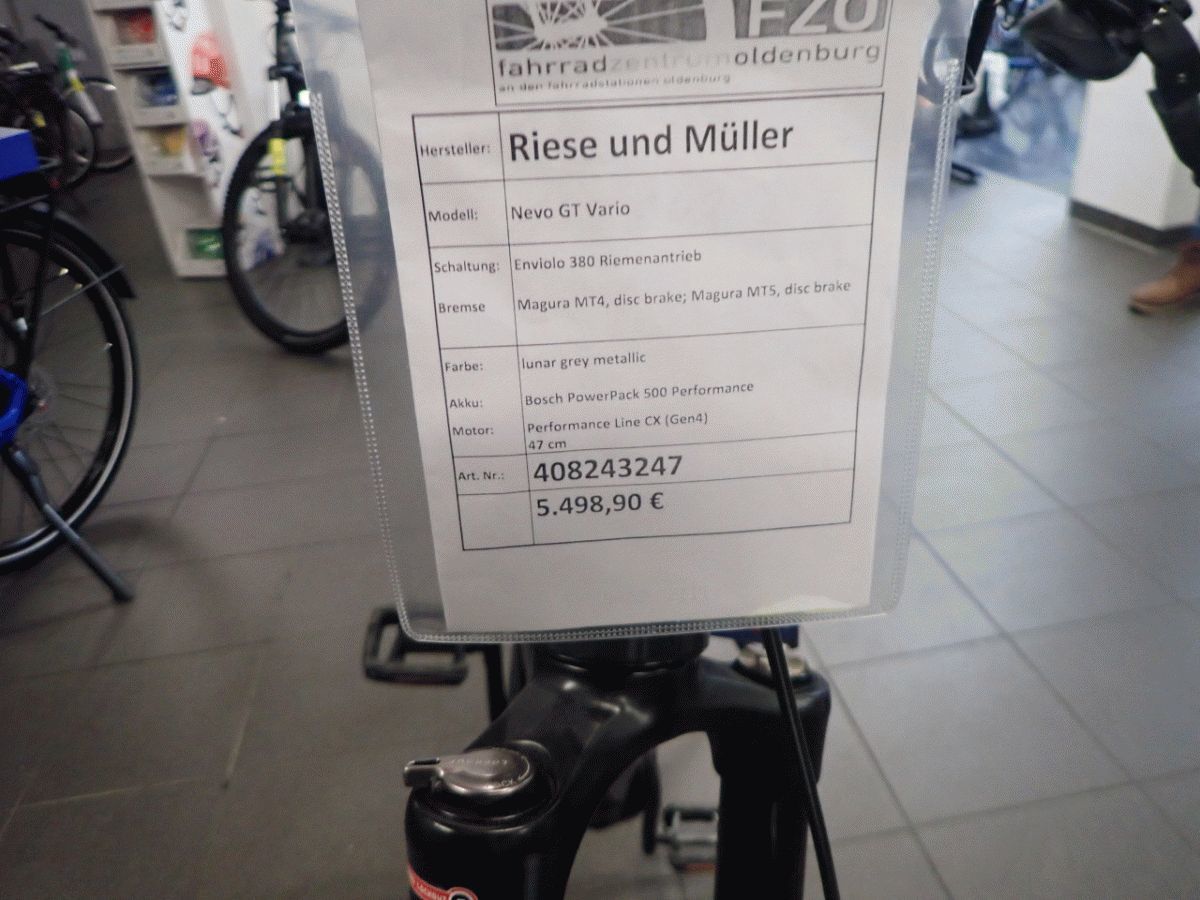 FZO
fahrradzentrumoldenburg
an den fahrradstationen oldenburg
Hersteller: Riese und Müller
Modell: Nevo GT Vario
Schaltung: Enviolo 380 Riemenantrieb
Bremse Magura MT4, disc brake; Magura MT5, disc brake
Farbe: lunar grey metallic
Akku: Bosch PowerPack 500 Performance
Motor: Performance Line CX (Gen4)
47 cm
Art. Nr.: 408243247
5.498,90 €